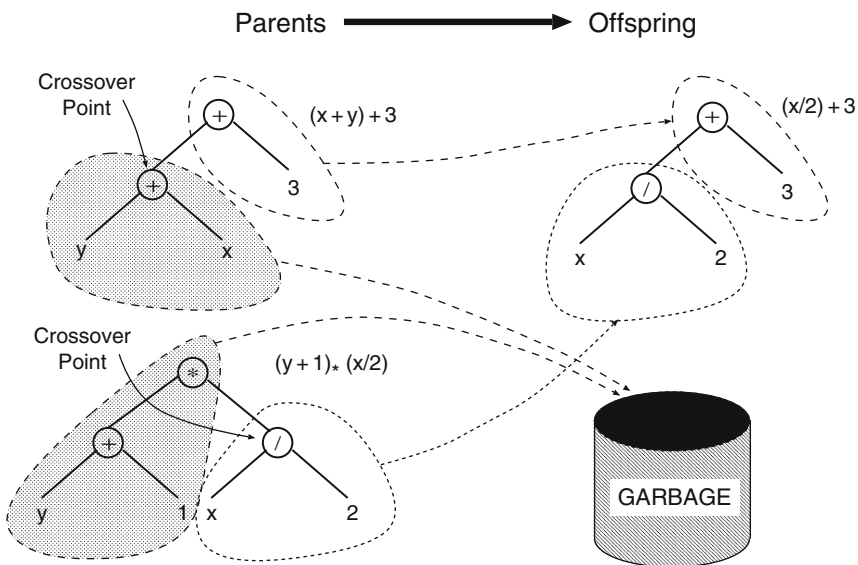 Parents Offspring
Crossover
Point
+
(x+y)+3
+
3
y
x
+
(x/2)+3
/
3
x
2
Crossover
Point
*
(y+1)* (x/2)
+
/
y
1
x
2
GARBAGE